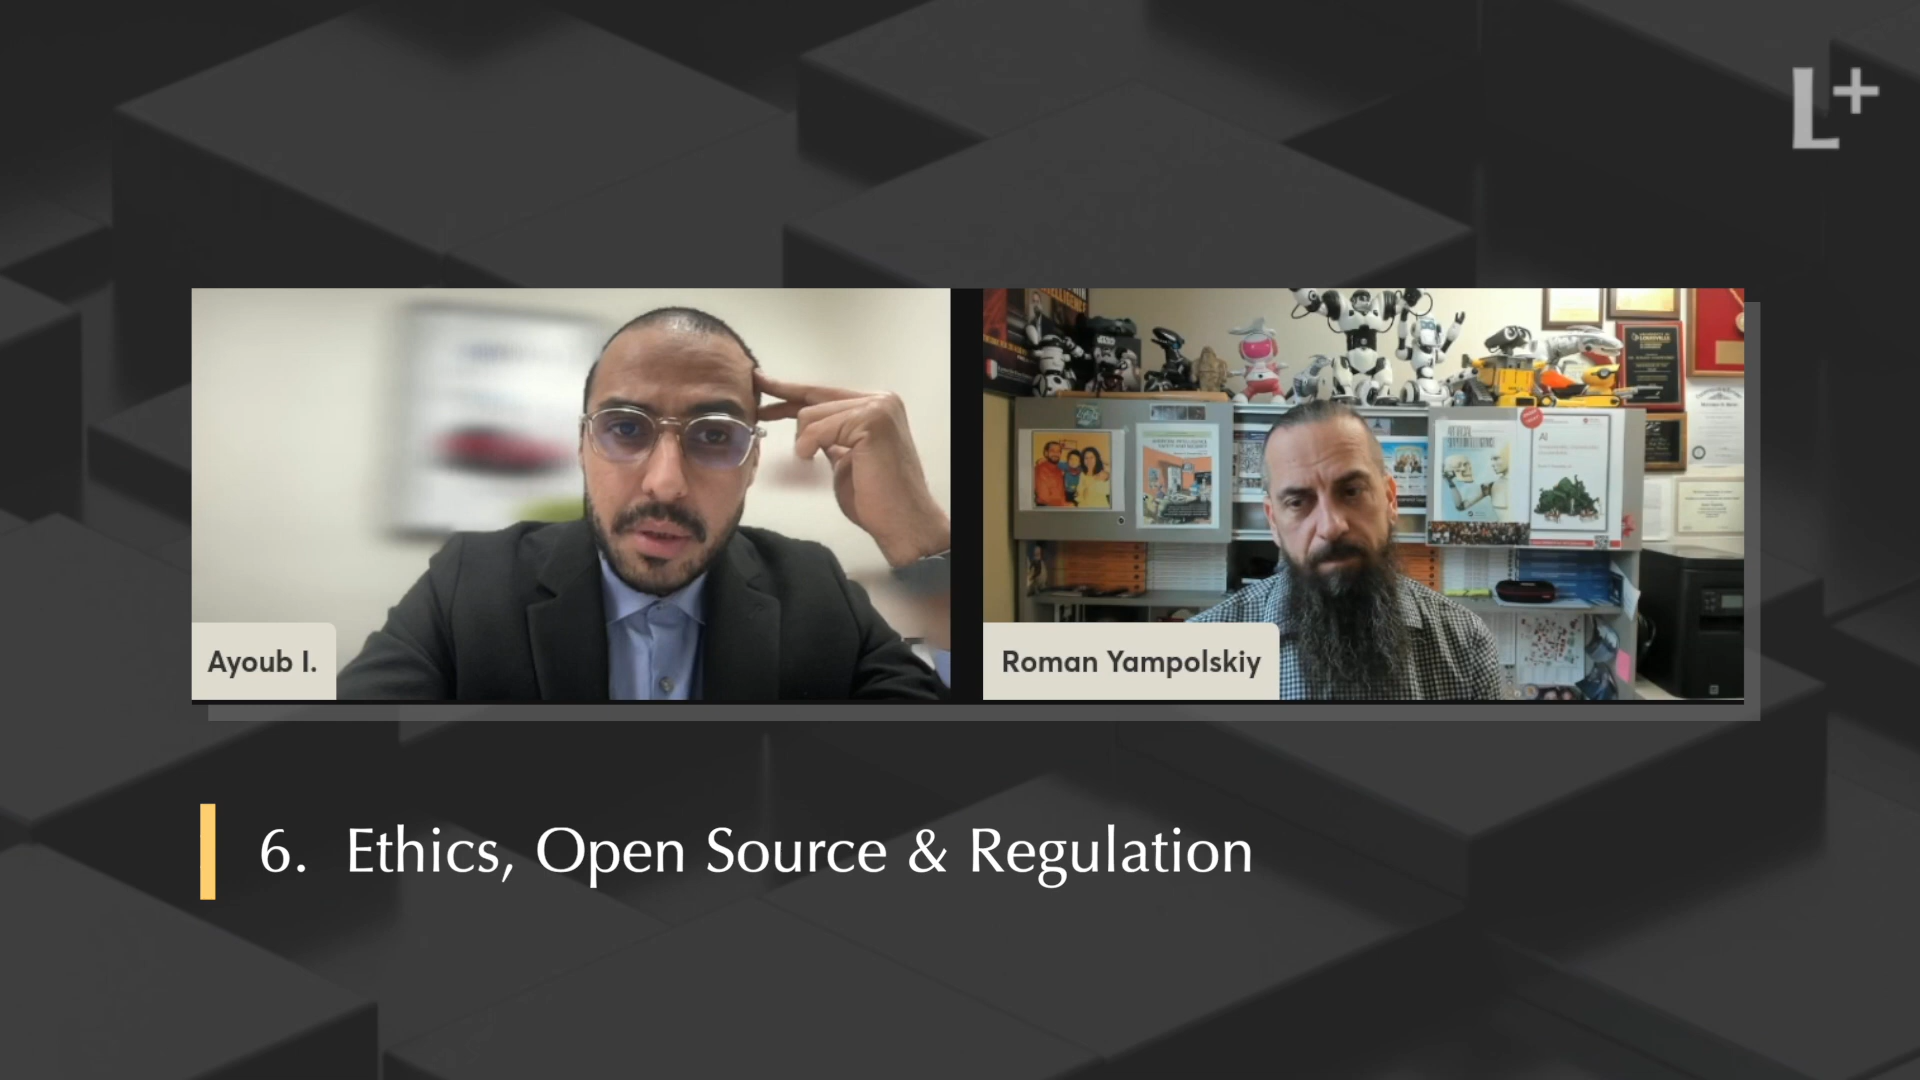 L+
Ayoub I.
Roman Yampolskiy
6. Ethics, Open Source & Regulation